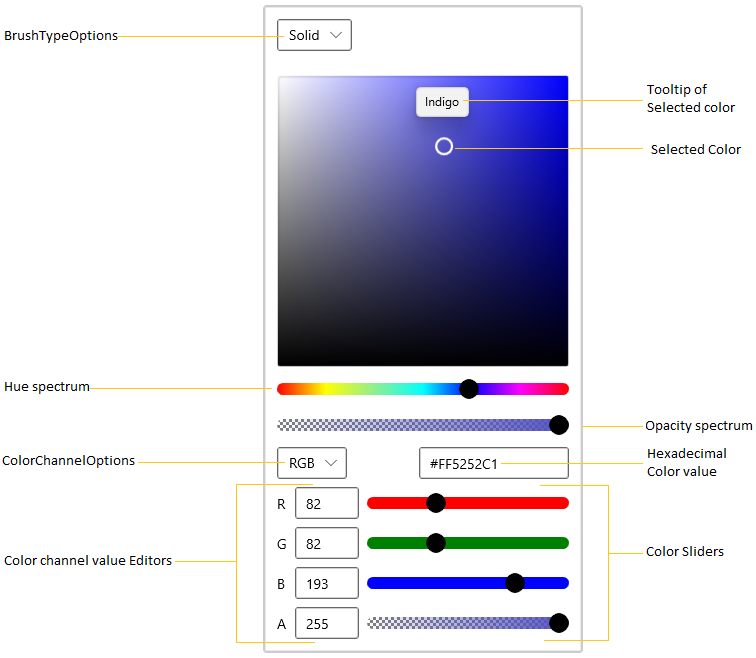 BrushTypeOptions
Solid
Indigo
Tooltip of
Selected color
Selected Color
Hue spectrum
Opacity spectrum
ColorChannelOptions
RGB
#FF5252C1
Hexadecimal
Color value
R
82
G
82
Color channel value Editors
Color Sliders
B
193
A
255